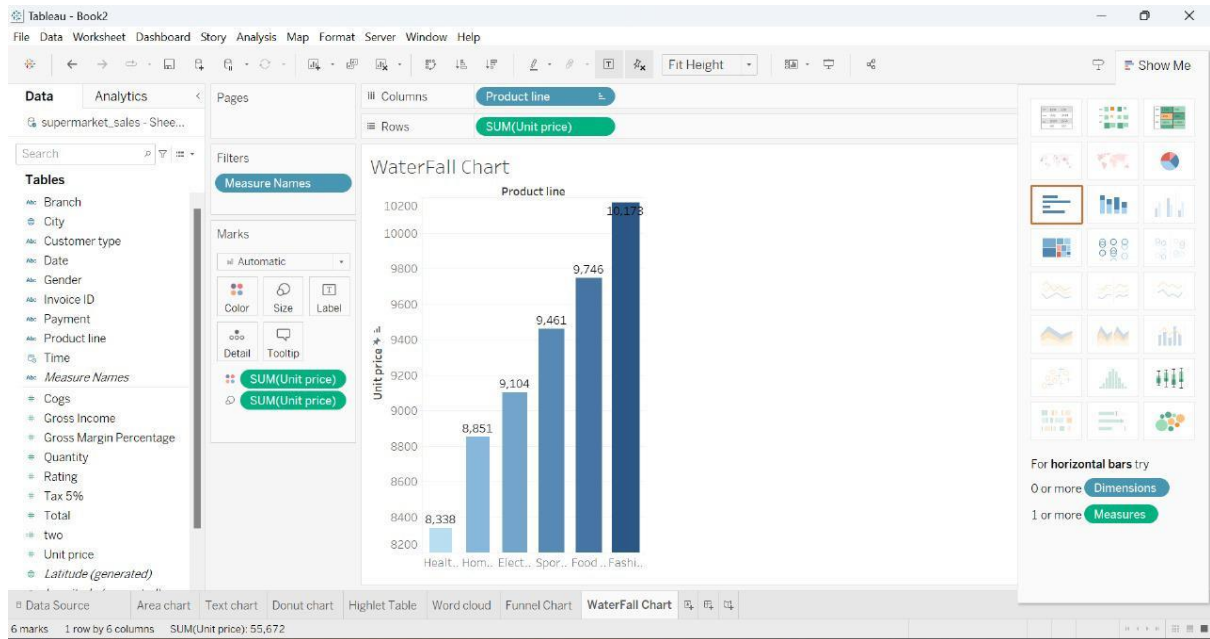 Tableau - Book2
File Data Worksheet Dashboard Story Analysis Map Format Server Window Help
Fit Height
Show Me
Data Analytics
supermarket_sales - Shee...
Search
Tables
Abc Branch
City
Abc Customer type
Abc Date
Abc Gender
Abc Invoice ID
Abc Payment
Abc Product line
Time
Abc Measure Names
Cogs
Gross Income
Gross Margin Percentage
Quantity
Rating
Tax 5%
Total
two
Unit price
Latitude (generated)
Pages
Filters
Measure Names
Marks
Automatic
Color Size Label
Detail Tooltip
SUM(Unit price)
SUM(Unit price)
Columns Product line
Rows SUM(Unit price)
WaterFall Chart
Product line
Unit price
10200
10000
9800
9600
9400
9200
9000
8800
8600
8400
8200
8,338
8,851
9,104
9,461
9,746
10,173
Healt.. Hom.. Elect.. Spor.. Food .. Fashi..
For horizontal bars try
0 or more Dimensions
1 or more Measures
Data Source Area chart Text chart Donut chart Highlet Table Word cloud Funnel Chart WaterFall Chart
6 marks 1 row by 6 columns SUM(Unit price): 55,672